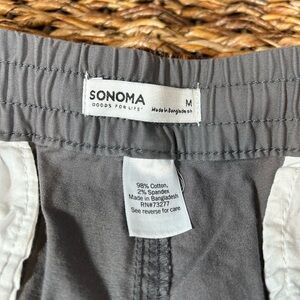 SONOMA
GOODS FOR LIFE
M
Made in Bangladesh
98% Cotton,
2% Spandex
Made in Bangladesh
RN#73277
See reverse for care